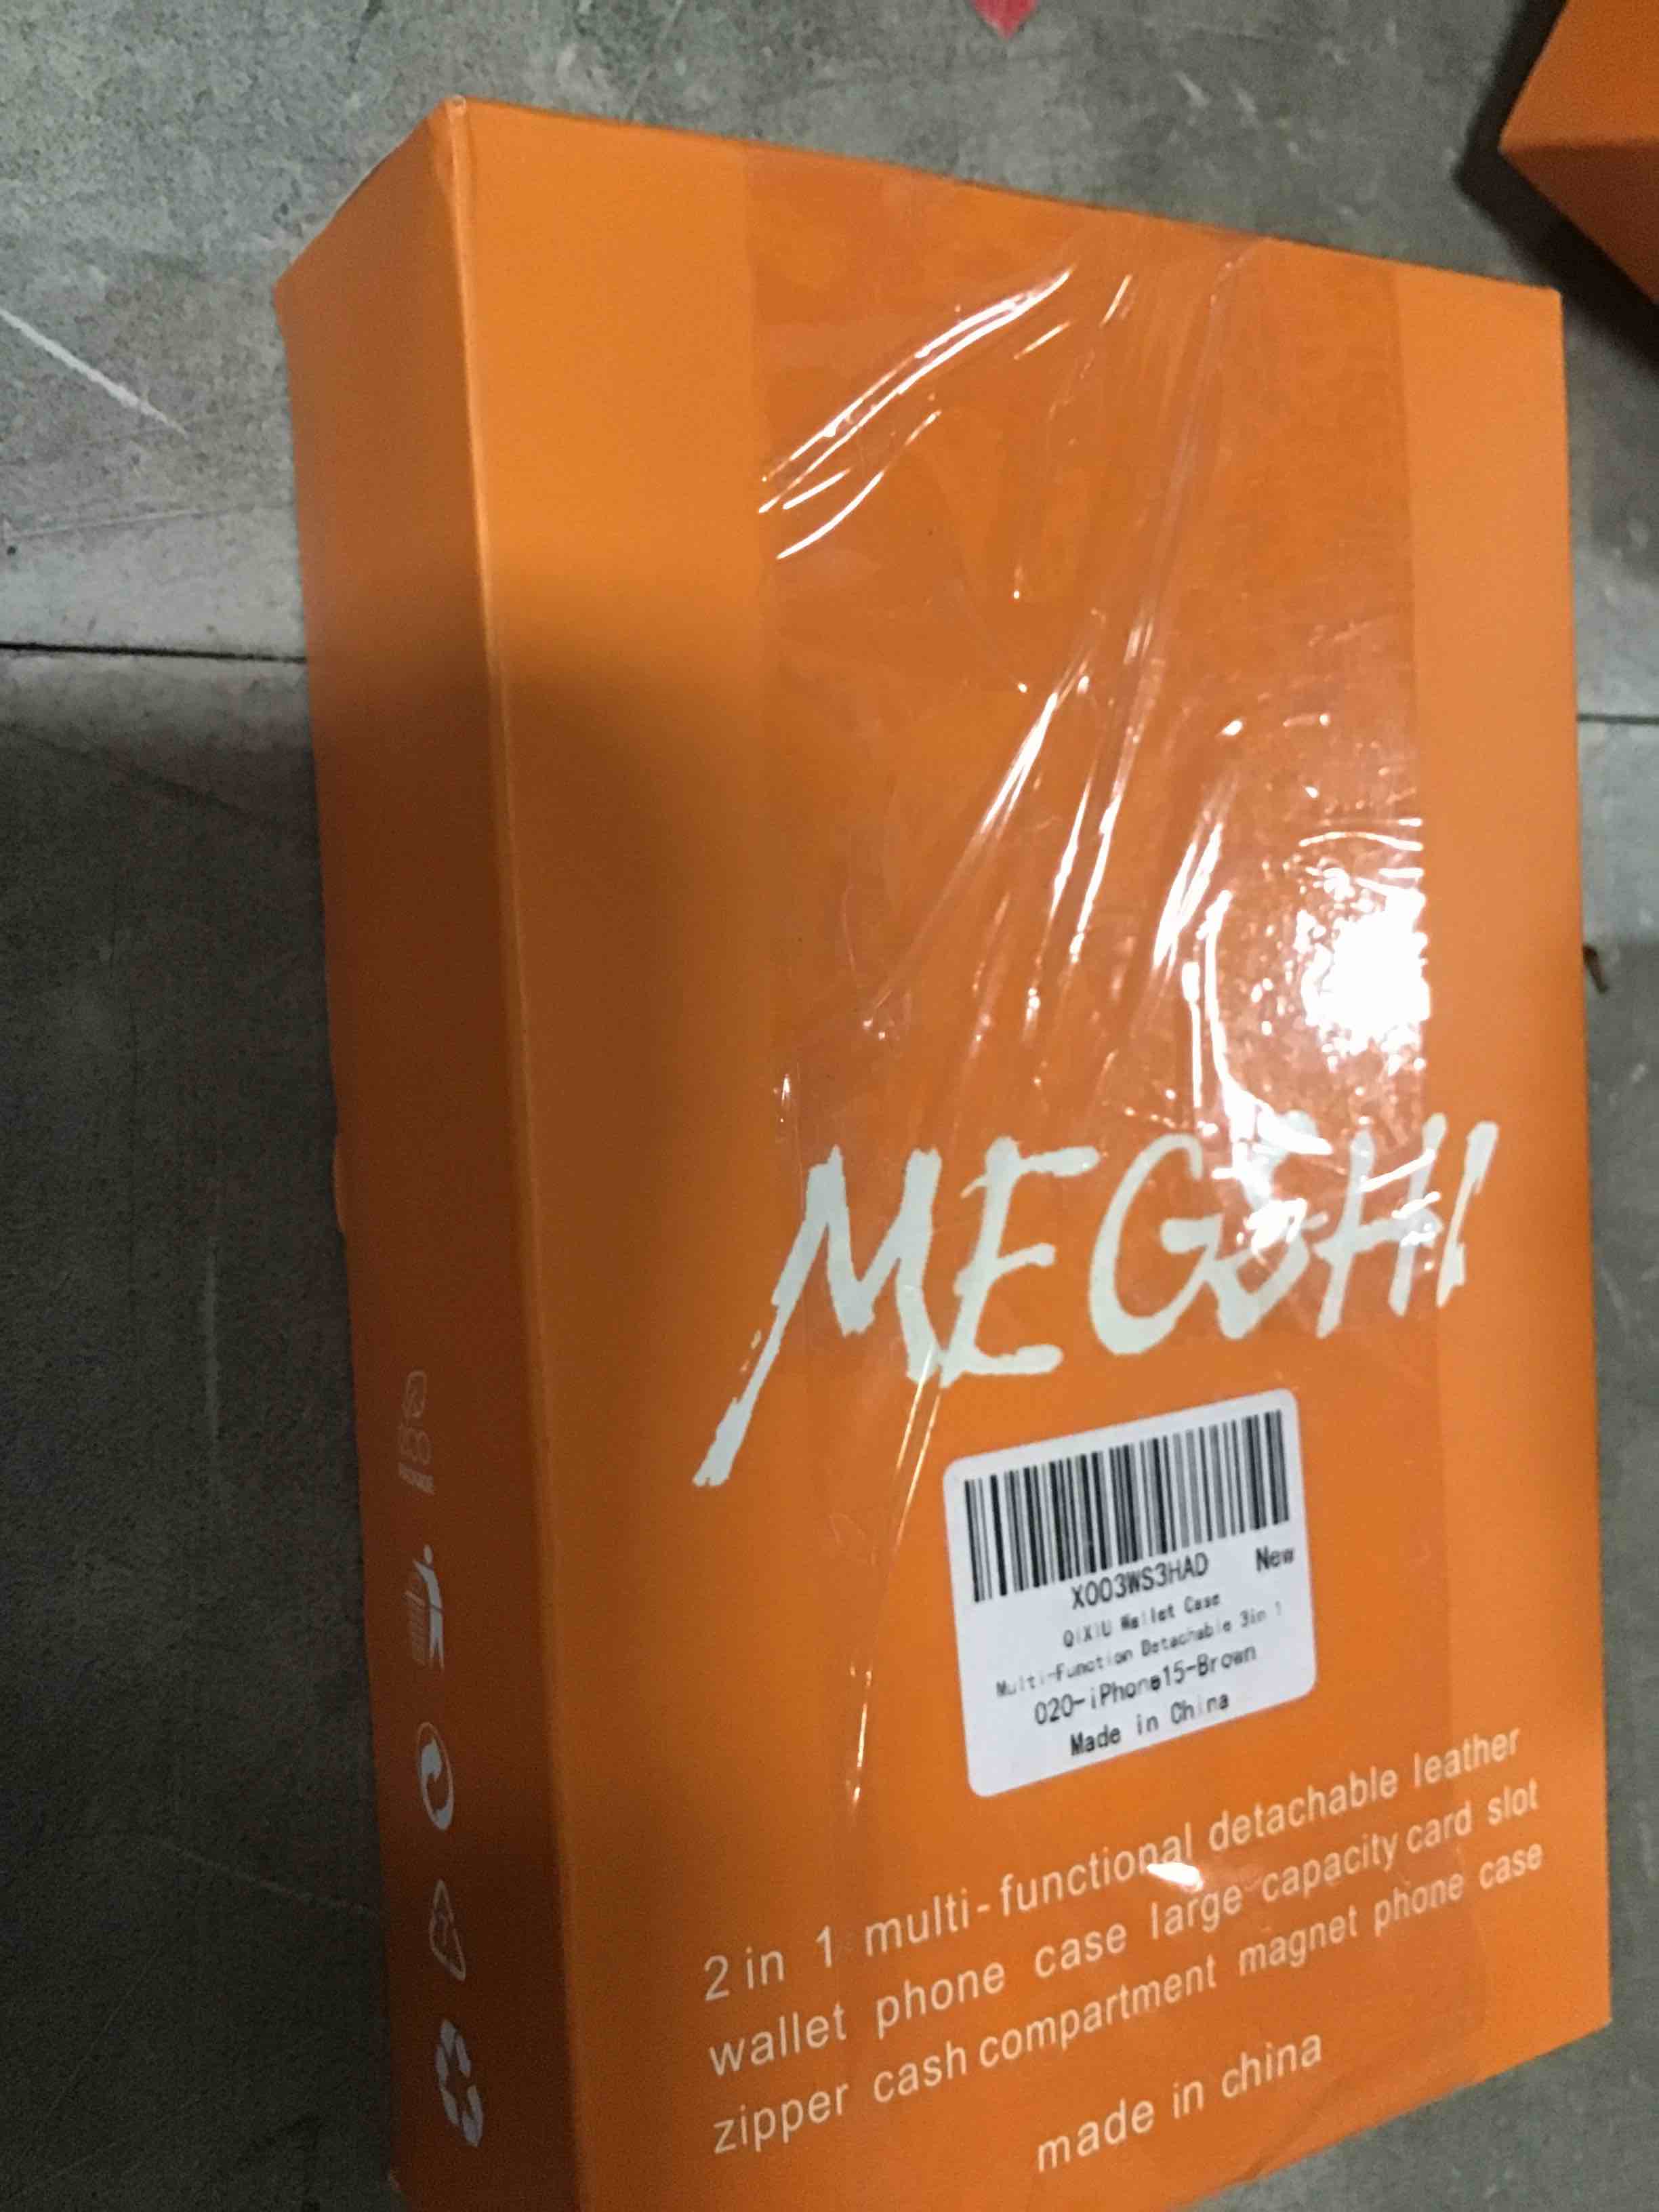 MEGSHI
X003WS3HAD New
QIXIU Wallet Case
Multi-Function Detachable 3in 1
020-iPhone15-Brown
Made in China
2 in 1 multi-functional detachable leather
wallet phone case large capacity card slot
zipper cash compartment magnet phone case
made in china